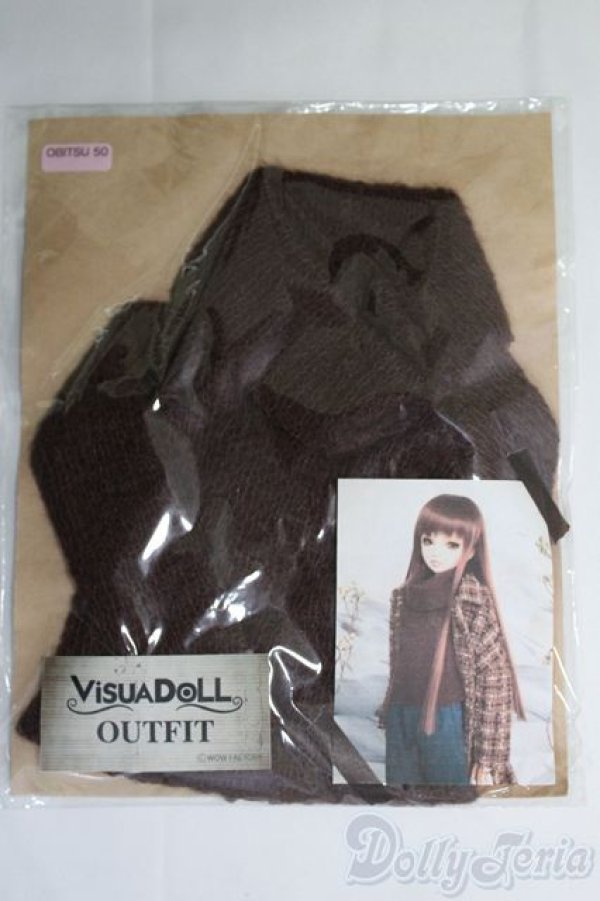 OBITSU 50
VISUADOLL
OUTFIT
© WOW FACTORY
DollyTeria